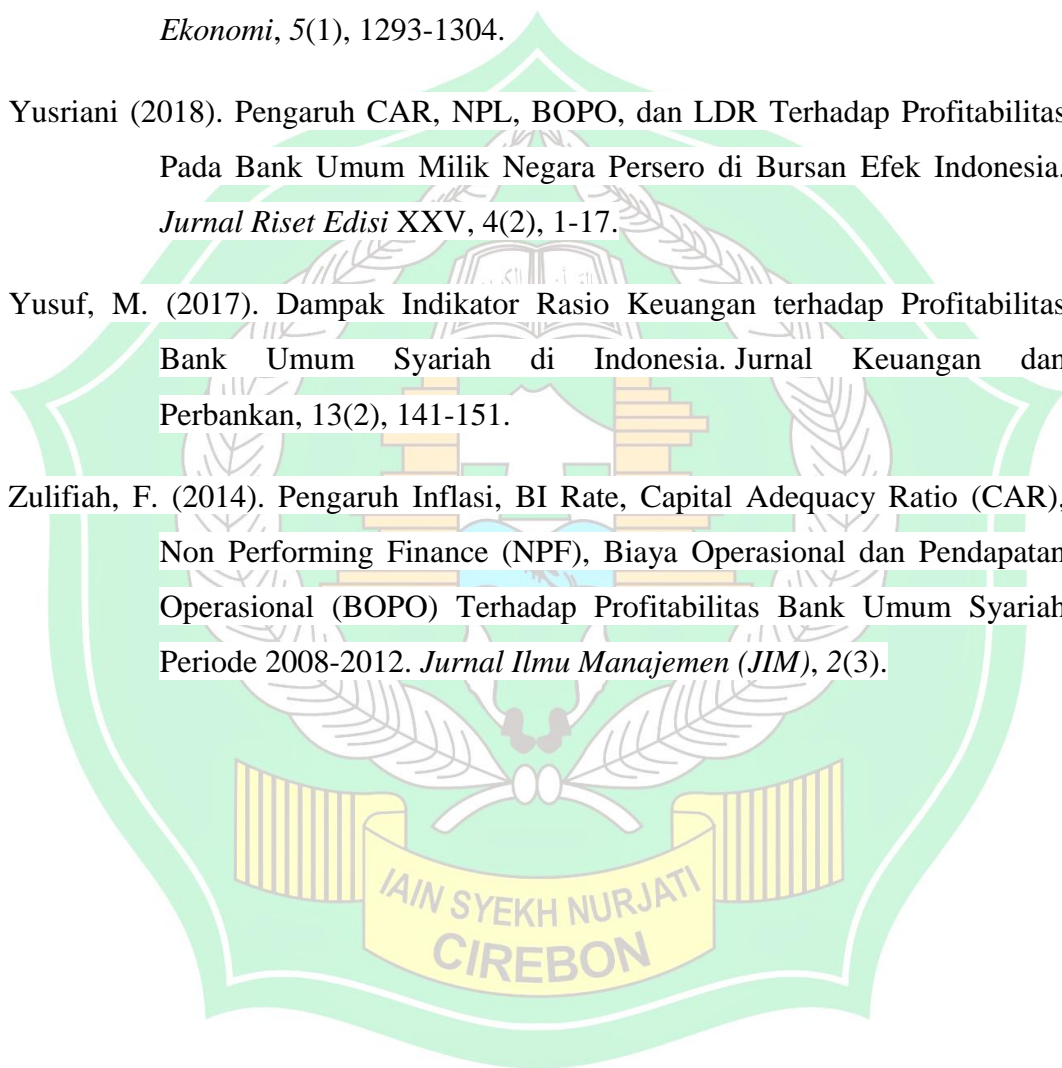 Ekonomi, 5(1), 1293-1304.
Yusriani (2018). Pengaruh CAR, NPL, BOPO, dan LDR Terhadap Profitabilitas
Pada Bank Umum Milik Negara Persero di Bursan Efek Indonesia.
Jurnal Riset Edisi XXV, 4(2), 1-17.
Yusuf, M. (2017). Dampak Indikator Rasio Keuangan terhadap Profitabilitas
Bank Umum Syariah di Indonesia. Jurnal Keuangan dan
Perbankan, 13(2), 141-151.
Zulifiah, F. (2014). Pengaruh Inflasi, BI Rate, Capital Adequacy Ratio (CAR),
Non Performing Finance (NPF), Biaya Operasional dan Pendapatan
Operasional (BOPO) Terhadap Profitabilitas Bank Umum Syariah
Periode 2008-2012. Jurnal Ilmu Manajemen (JIM), 2(3).
IAIN SYEKH NURJATI
CIREBON